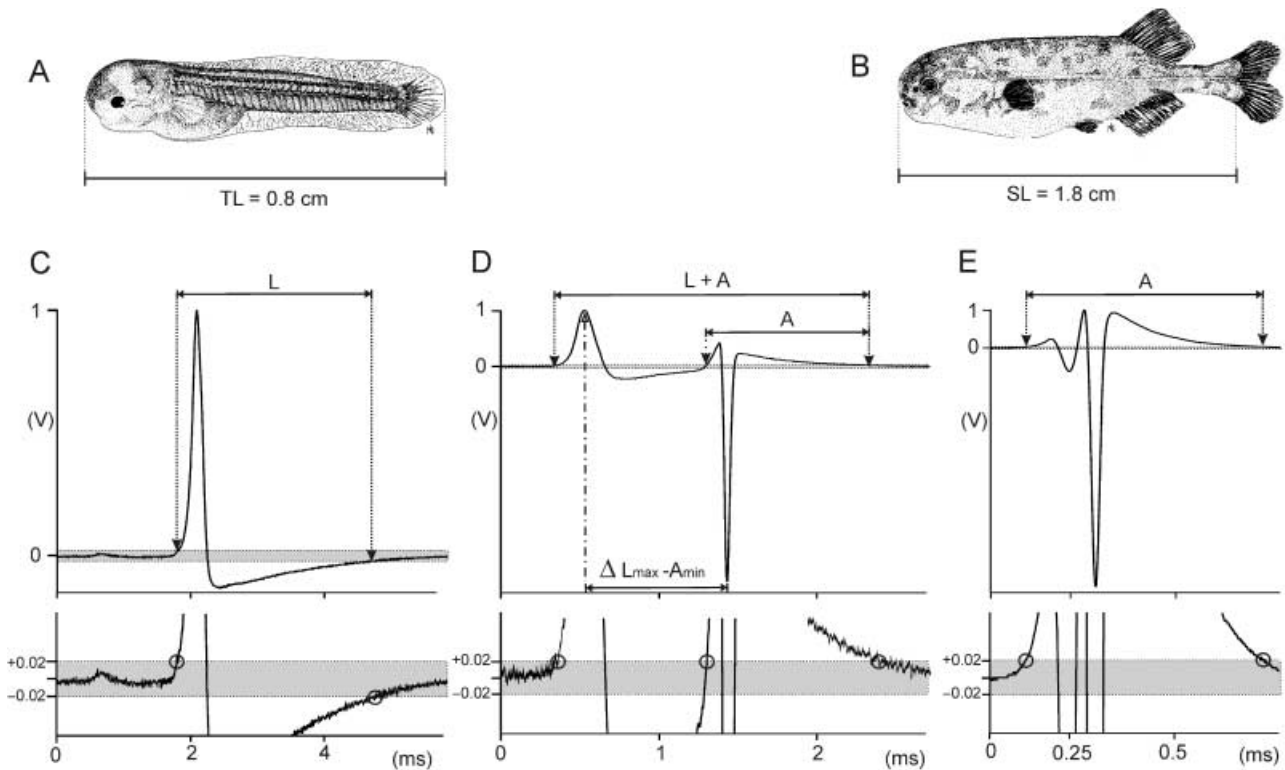 A
TL = 0.8 cm
B
SL = 1.8 cm
C
L
1
0
(V)
D
L + A
A
1
0
(V)
Δ Lmax -Amin
E
A
1
0
(V)
+0.02
−0.02
0 2 4 (ms)
+0.02
−0.02
0 1 2 (ms)
+0.02
−0.02
0 0.25 0.5 (ms)